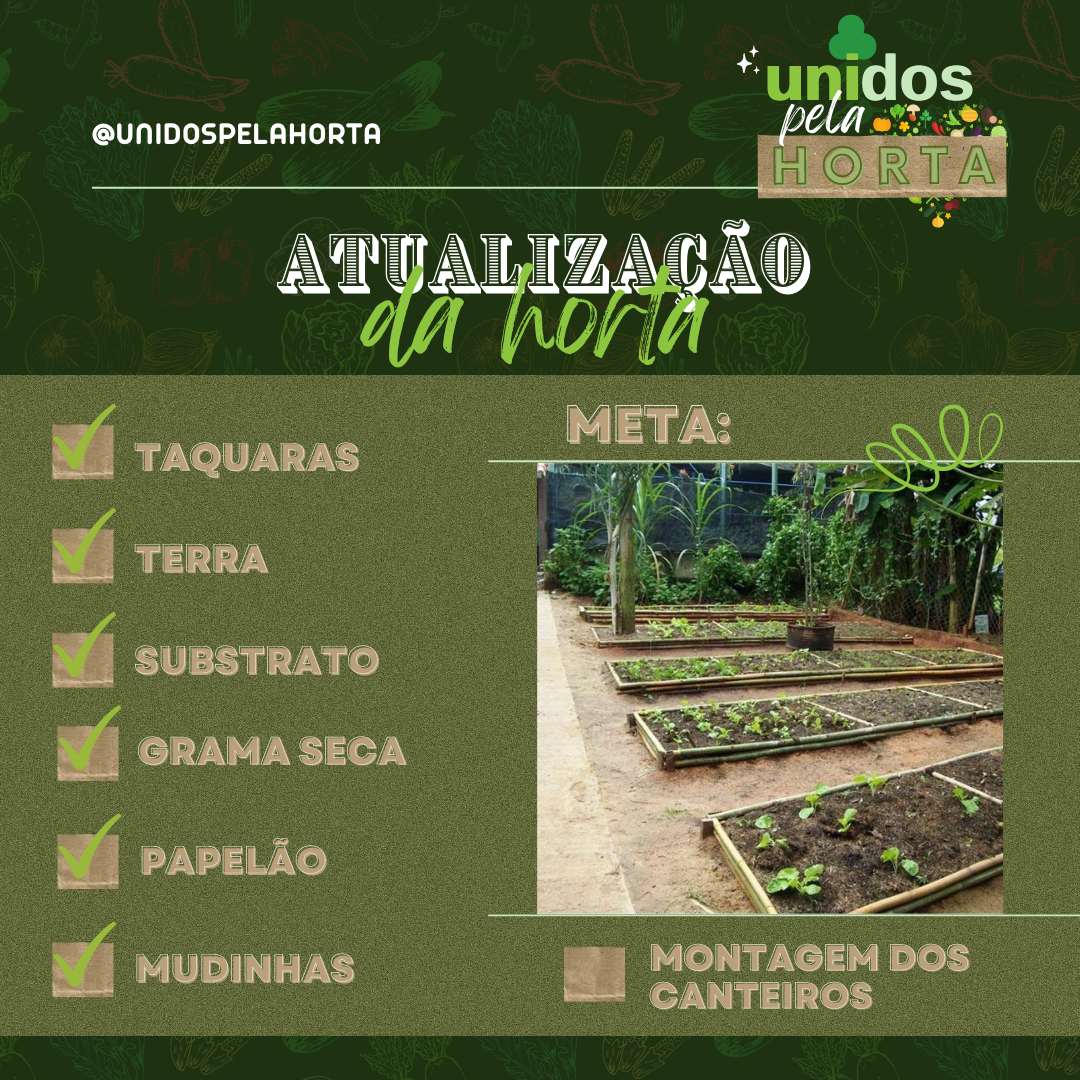 unidos
pela
HORTA
@UNIDOSPELAHORTA
ATUALIZAÇÃO
da horta
TAQUARAS
TERRA
SUBSTRATO
GRAMA SECA
PAPELÃO
MUDINHAS
META:
MONTAGEM DOS
CANTEIROS